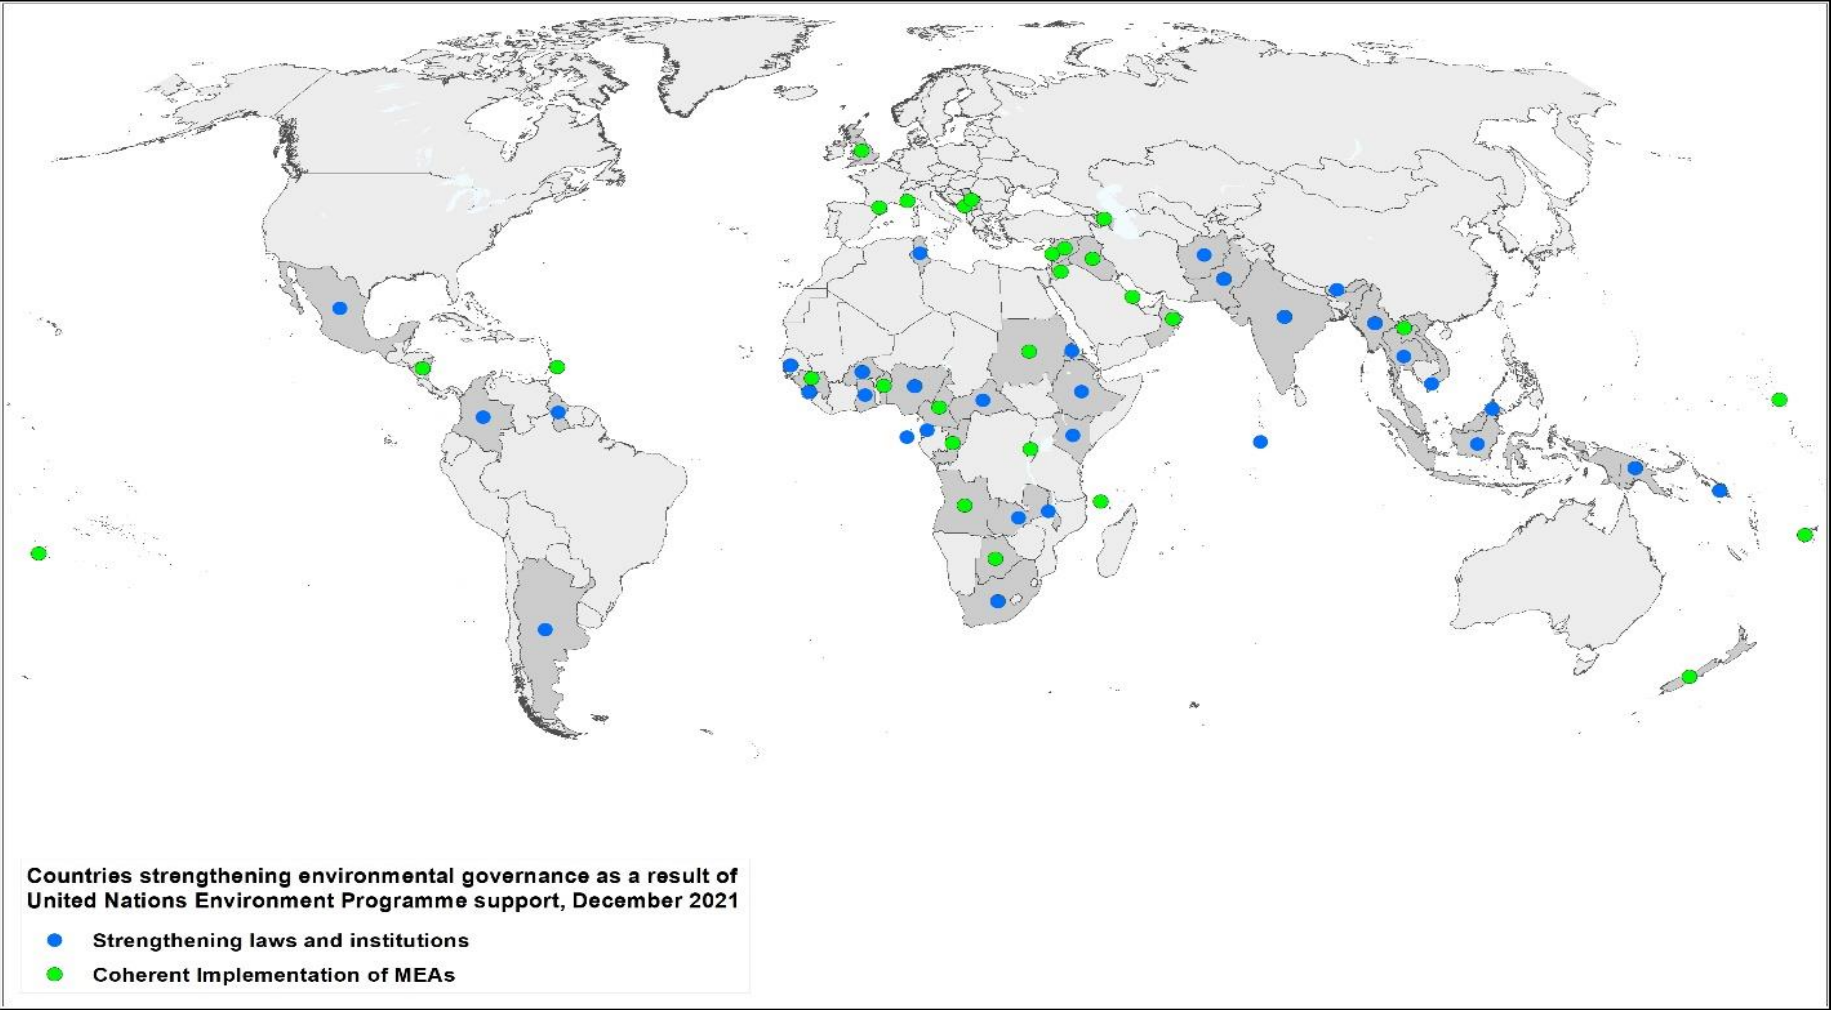 Countries strengthening environmental governance as a result of
United Nations Environment Programme support, December 2021
Strengthening laws and institutions
Coherent Implementation of MEAs